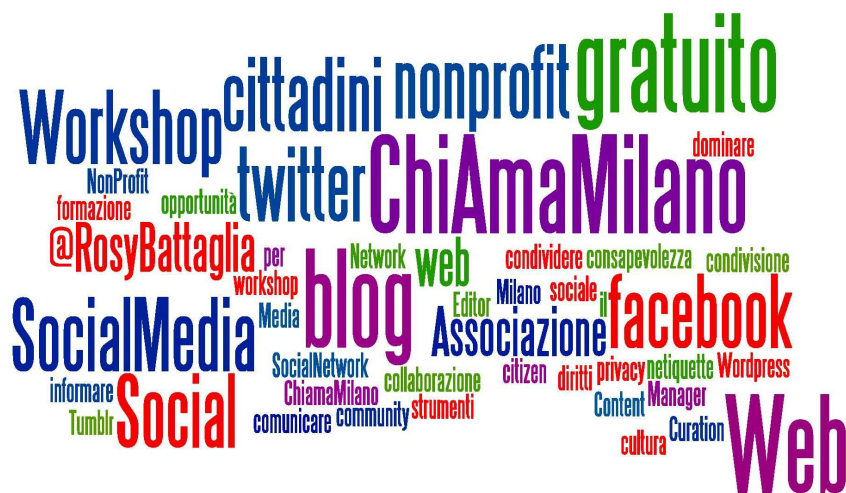 Workshop cittadini nonprofit gratuito
NonProfit twitter ChiAmaMilano dominare
formazione opportunità
@RosyBattaglia per Network web condividere consapevolezza condivisione
workshop blog Editor Milano sociale il facebook
SocialMedia Media Associazione
SocialNetwork citizen diritti privacy netiquette Wordpress
informare Social ChiamaMilano collaborazione Content Manager Web
Tumblr comunicare community strumenti
cultura Curation